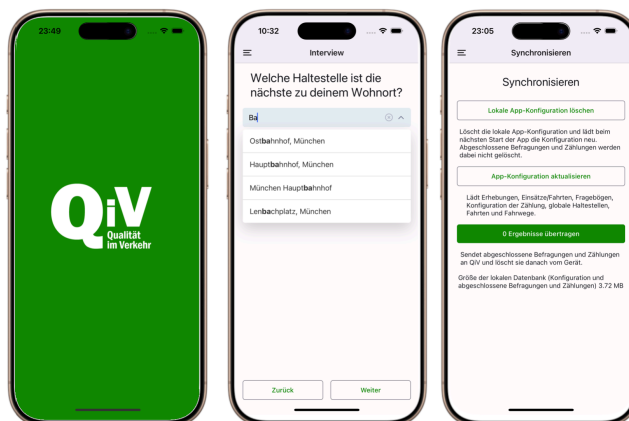 23:49
QiV
Qualität
im Verkehr
10:32
Interview
Welche Haltestelle ist die
nächste zu deinem Wohnort?
Ba
Ostbahnhof, München
Hauptbahnhof, München
München Hauptbahnhof
Lenbachplatz, München
Zurück
Weiter
23:05
Synchronisieren
Synchronisieren
Lokale App-Konfiguration löschen
Löscht die lokale App-Konfiguration und lädt beim
nächsten Start der App die Konfiguration neu.
Abgeschlossene Befragungen und Zählungen werden
dabei nicht gelöscht.
App-Konfiguration aktualisieren
Lädt Erhebungen, Einsätze/Fahrten, Fragebögen,
Konfiguration der Zählung, globale Haltestellen,
Fahrten und Fahrwege.
0 Ergebnisse übertragen
Sendet abgeschlossene Befragungen und Zählungen
an QiV und löscht sie danach vom Gerät.
Größe der lokalen Datenbank (Konfiguration und
abgeschlossene Befragungen und Zählungen) 3.72 MB